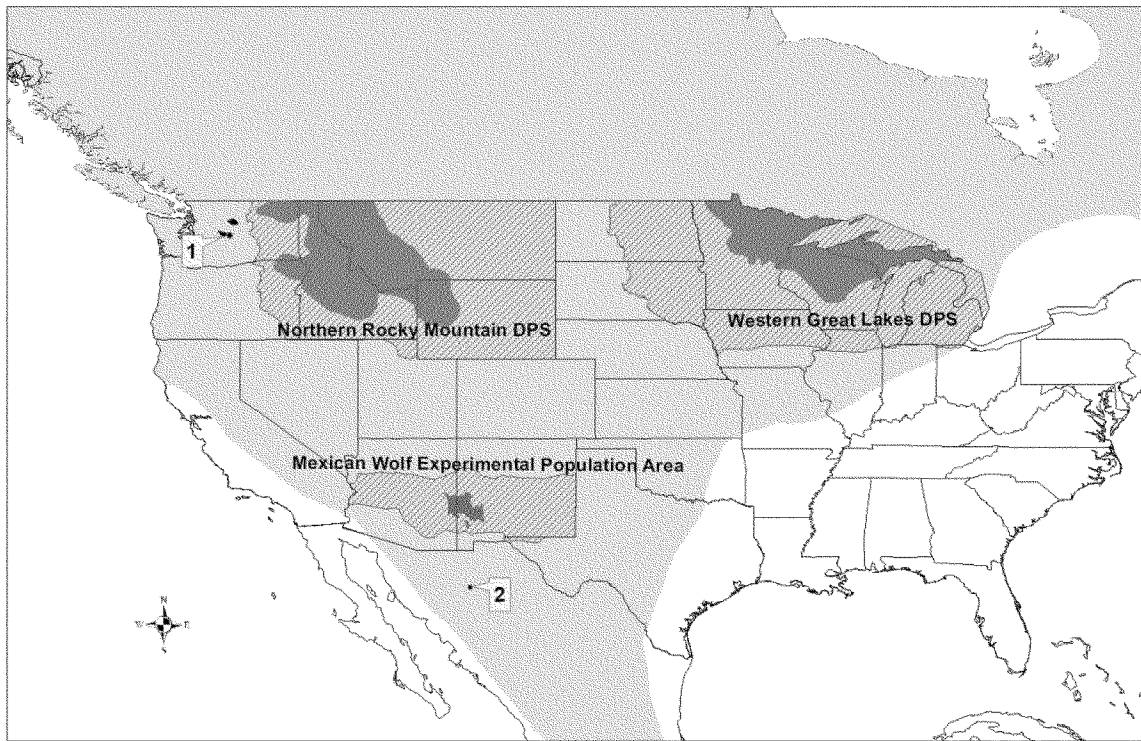 1
Northern Rocky Mountain DPS
Western Great Lakes DPS
Mexican Wolf Experimental Population Area
2
N
W E
S